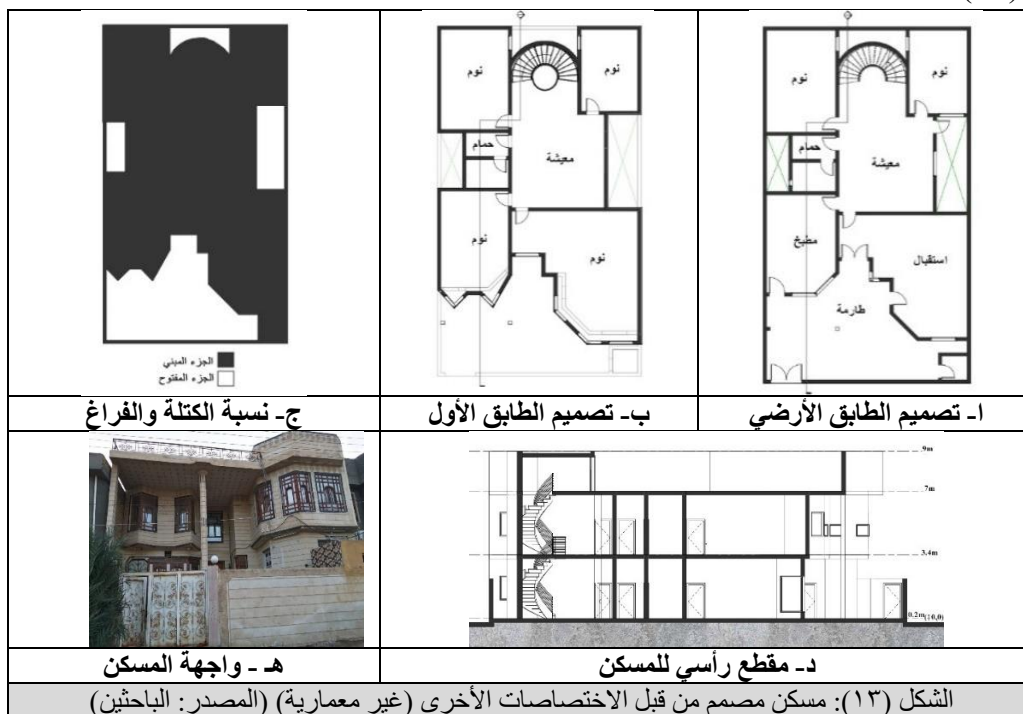 نوم
نوم
حمام
معيشة
مطبخ
استقبال
طارمة
ا- تصميم الطابق الأرضي
نوم
نوم
حمام
معيشة
نوم
نوم
ب- تصميم الطابق الأول
الجزء المبني
الجزء المفتوح
ج- نسبة الكتلة والفراغ
9m
7m
3.4m
0.2m
د- مقطع رأسي للمسكن
هـ - واجهة المسكن
الشكل (١٣): مسكن مصمم من قبل الاختصاصات الأخرى (غير معمارية) (المصدر: الباحثين)